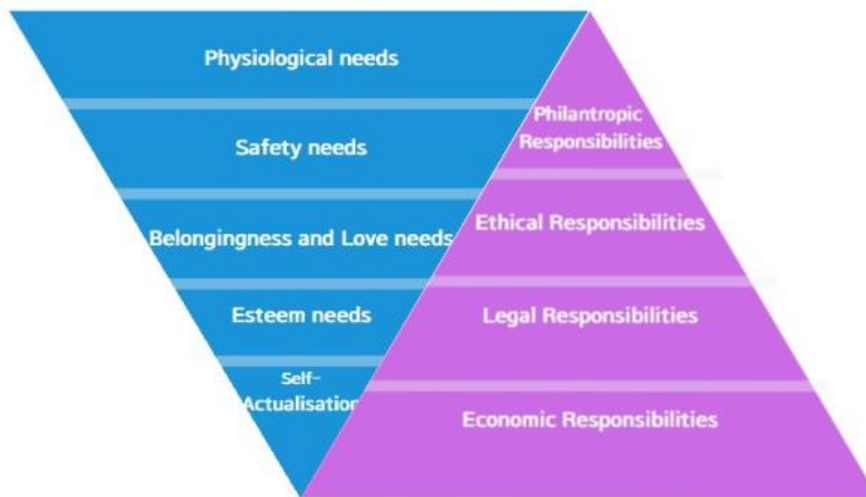 Physiological needs
Safety needs
Belongingness and Love needs
Esteem needs
Self-
Actualisation
Philantropic
Responsibilities
Ethical Responsibilities
Legal Responsibilities
Economic Responsibilities